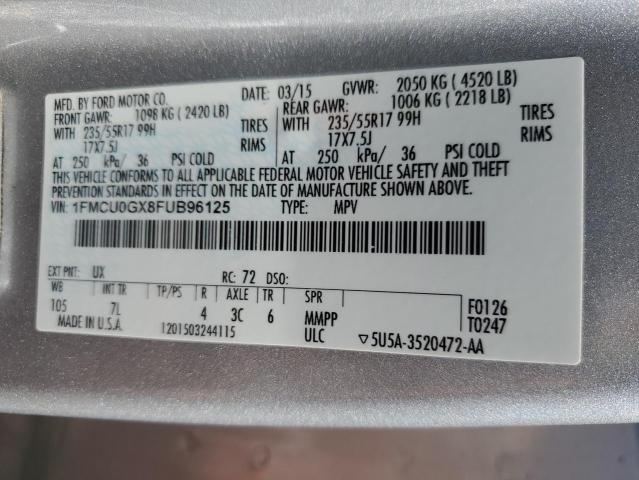 MFD. BY FORD MOTOR CO.
DATE: 03/15 GVWR: 2050 KG ( 4520 LB)
FRONT GAWR: 1098 KG ( 2420 LB) REAR GAWR: 1006 KG ( 2218 LB)
WITH 235/55R17 99H TIRES WITH 235/55R17 99H TIRES
17X7.5J RIMS 17X7.5J RIMS
AT 250 kPa/ 36 PSI COLD AT 250 kPa/ 36 PSI COLD
THIS VEHICLE CONFORMS TO ALL APPLICABLE FEDERAL MOTOR VEHICLE SAFETY AND THEFT
PREVENTION STANDARDS IN EFFECT ON THE DATE OF MANUFACTURE SHOWN ABOVE.
VIN: 1FMCU0GX8FUB96125 TYPE: MPV
EXT PNT: UX RC: 72 DSO:
WB INT TR TP/PS R AXLE TR SPR
105 7L 4 3C 6 MMPP F0126
ULC T0247
MADE IN U.S.A. 1201503244115 ▽5U5A-3520472-AA